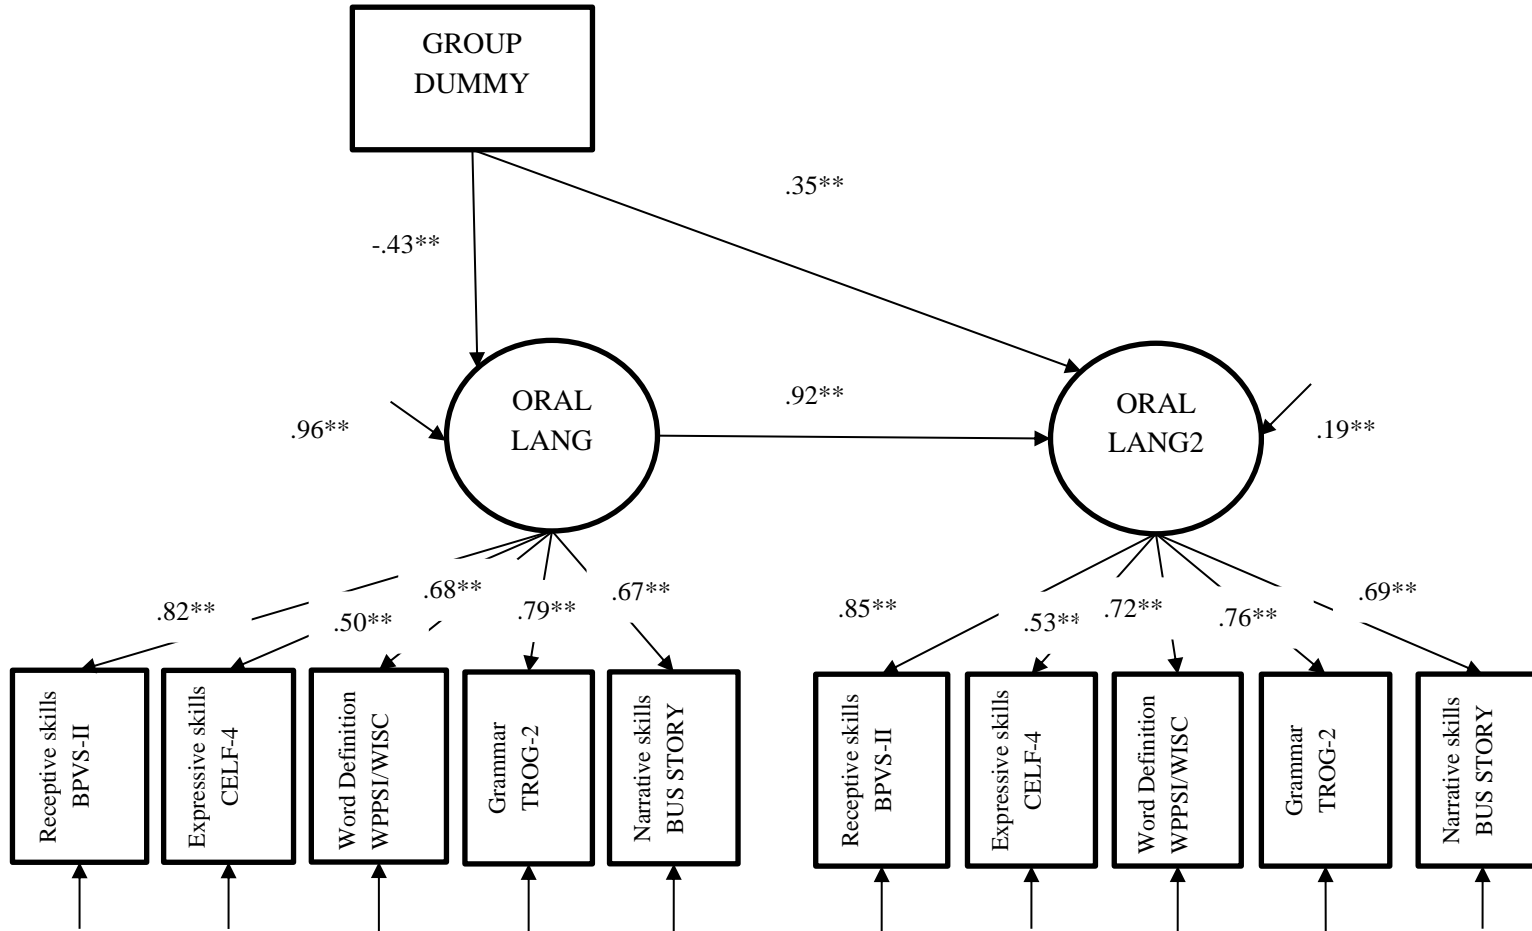 GROUP
DUMMY
.35**
-.43**
ORAL
LANG
.92**
ORAL
LANG2
.96**
.19**
.82**
.50**
.68**
.79**
.67**
.85**
.53**
.72**
.76**
.69**
Receptive skills
BPVS-II
Expressive skills
CELF-4
Word Definition
WPPSI/WISC
Grammar
TROG-2
Narrative skills
BUS STORY
Receptive skills
BPVS-II
Expressive skills
CELF-4
Word Definition
WPPSI/WISC
Grammar
TROG-2
Narrative skills
BUS STORY